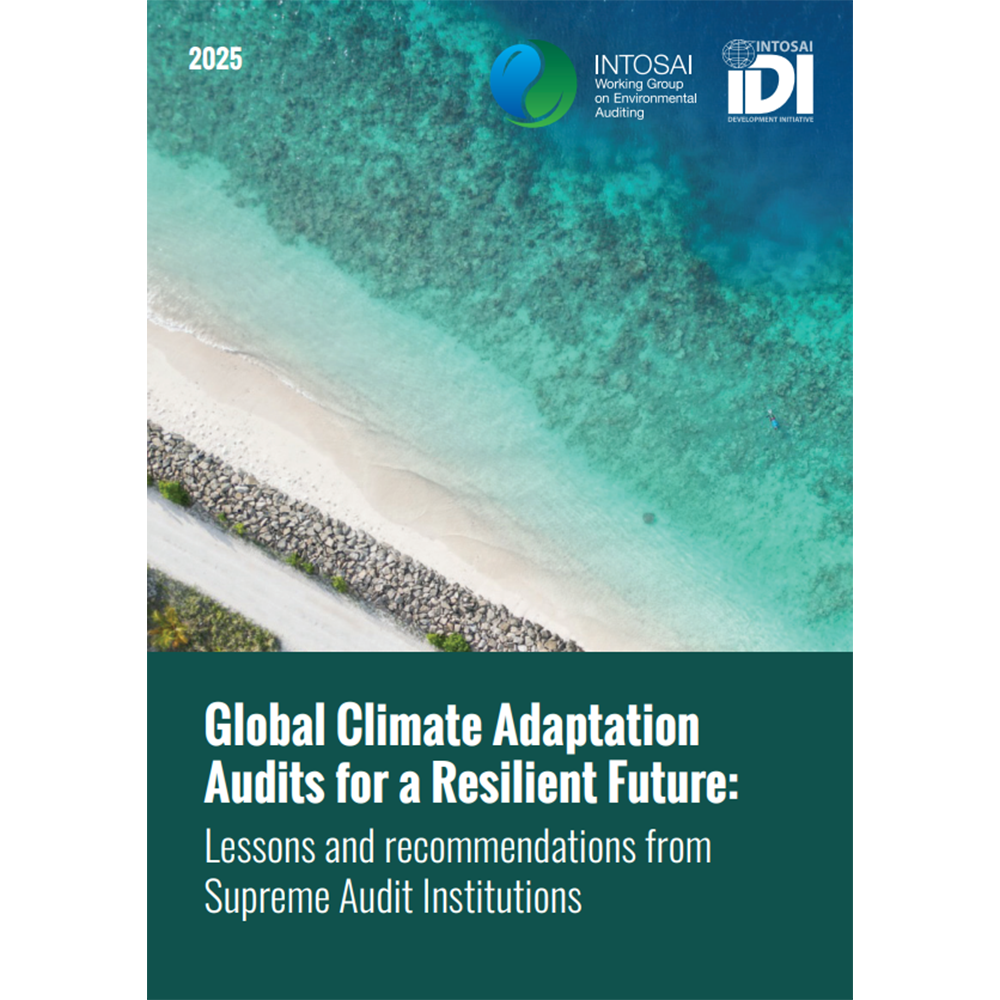 2025
INTOSAI
Working Group
on Environmental
Auditing
INTOSAI
IDI
DEVELOPMENT INITIATIVE
Global Climate Adaptation
Audits for a Resilient Future:
Lessons and recommendations from
Supreme Audit Institutions